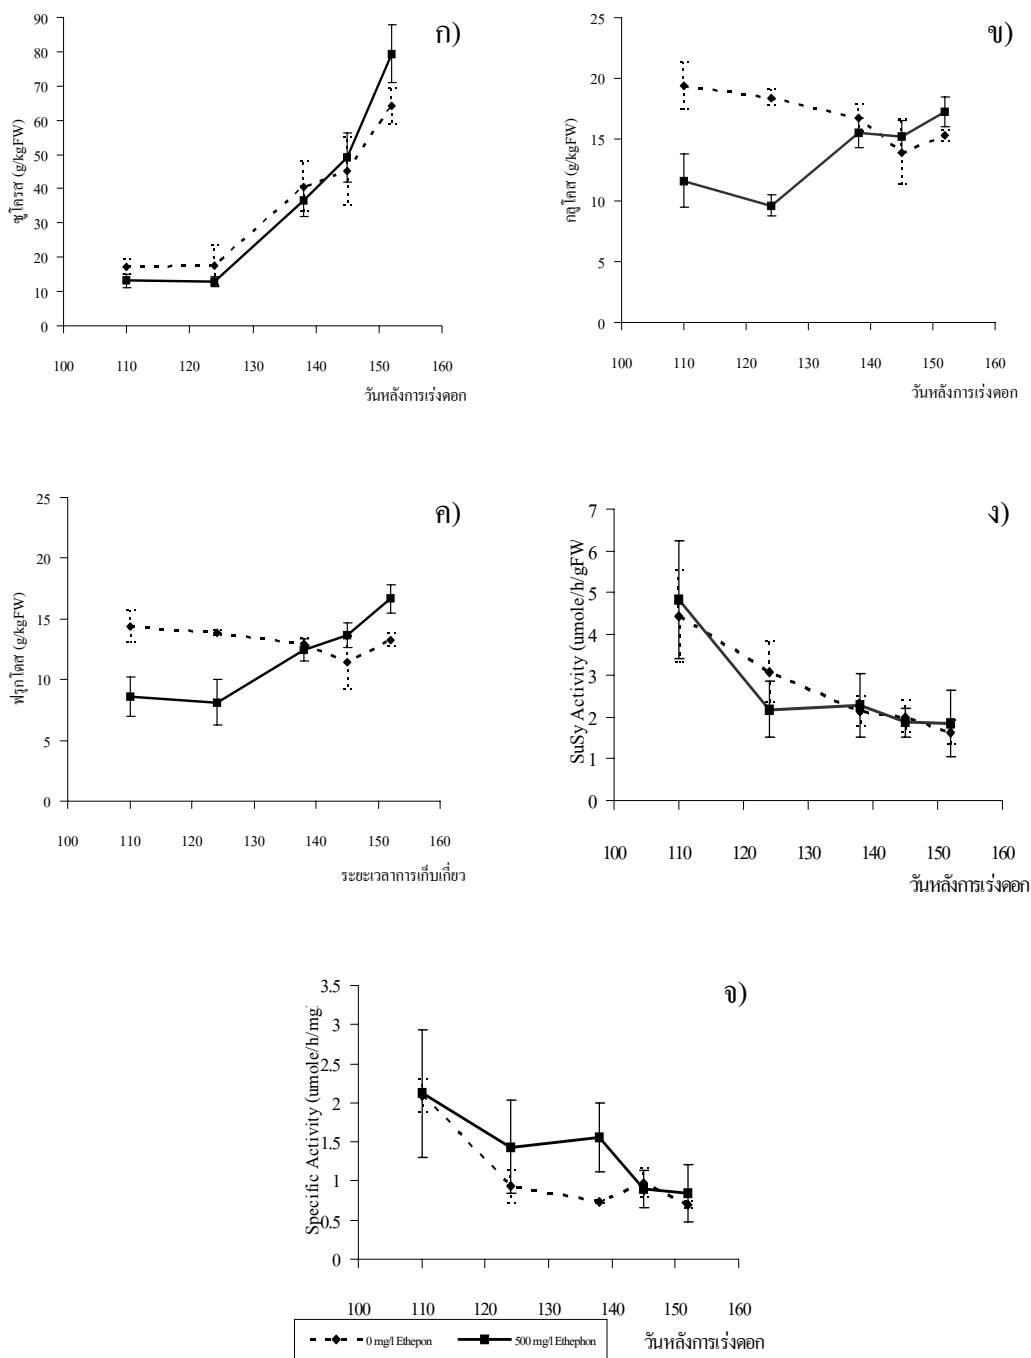 ก)
ซูโครส (g/kgFW)
90
80
70
60
50
40
30
20
10
0
100 110 120 130 140 150 160
วันหลังการเร่งดอก
ข)
กลูโคส (g/kgFW)
25
20
15
10
5
0
100 110 120 130 140 150 160
วันหลังการเร่งดอก
ค)
ฟรุกโตส (g/kgFW)
25
20
15
10
5
0
100 110 120 130 140 150 160
ระยะเวลาการเก็บเกี่ยว
ง)
SuSy Activity (umole/h/gFW
7
6
5
4
3
2
1
0
100 110 120 130 140 150 160
วันหลังการเร่งดอก
จ)
Specific Activity (umole/h/mg
3.5
3
2.5
2
1.5
1
0.5
0
100 110 120 130 140 150 160
วันหลังการเร่งดอก
0 mg/l Ethepon 500 mg/l Ethephon